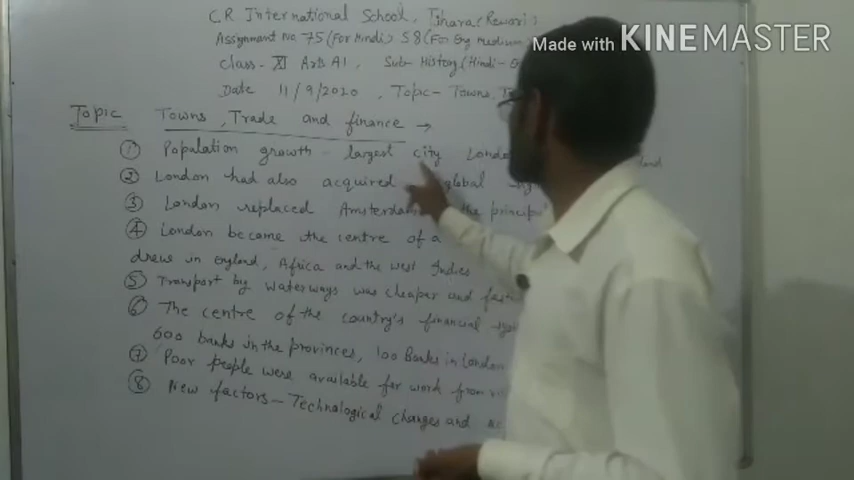 C.R. International School, Tihara (Rewari)
Assignment No. 75 (For Hindi) 58 (For Eng medium
Made with KINEMASTER
Class - XI Arts A1, Sub - History (Hindi -
Date 11/9/2020, Topic - Towns,
Topic Towns, Trade and finance →
① Population growth - largest city
② London had also acquired global
③ London replaced Amsterdam the
④ London became the centre of a
drew in England, Africa and the west Indies
⑤ Transport by waterways was cheaper and
⑥ The centre of the country's financial
600 banks in the provinces, 100 Banks in London
⑦ Poor people were available for work from
⑧ New factors - Technological changes and